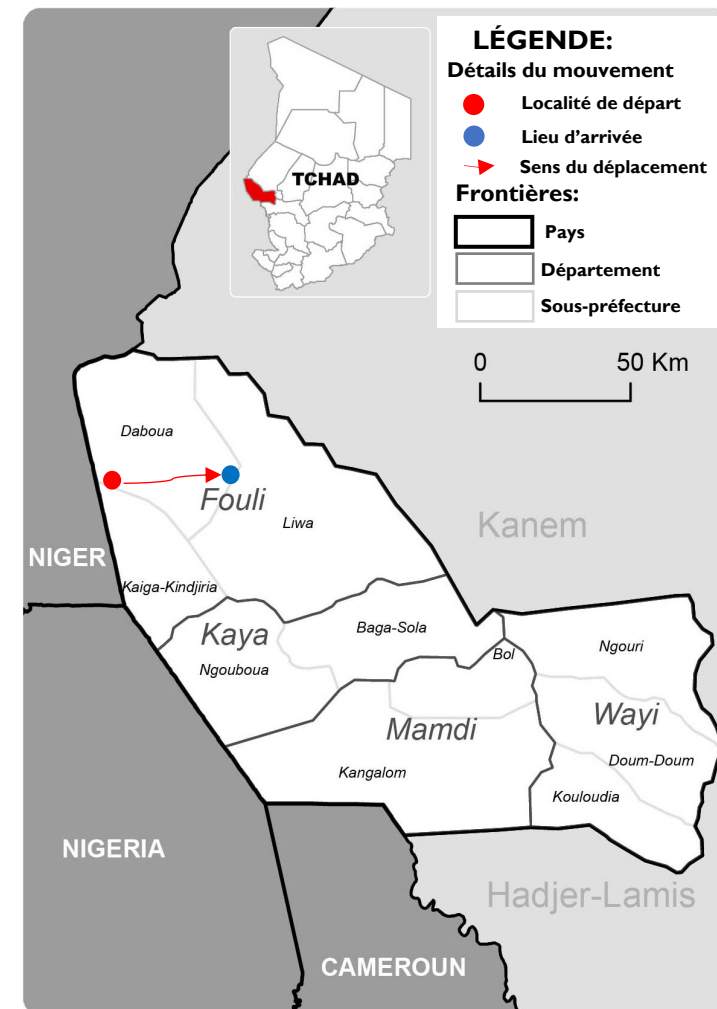 LÉGENDE:
Détails du mouvement
Localité de départ
Lieu d'arrivée
Sens du déplacement
Frontières:
Pays
Département
Sous-préfecture
TCHAD
0 50 Km
Daboua
Fouli
Liwa
Kanem
NIGER
Kaiga-Kindjiria
Kaya
Baga-Sola
Ngouboua
Bol
Ngouri
Wayi
Mamdi
Doum-Doum
Kangalom
Kouloudia
NIGERIA
Hadjer-Lamis
CAMEROUN